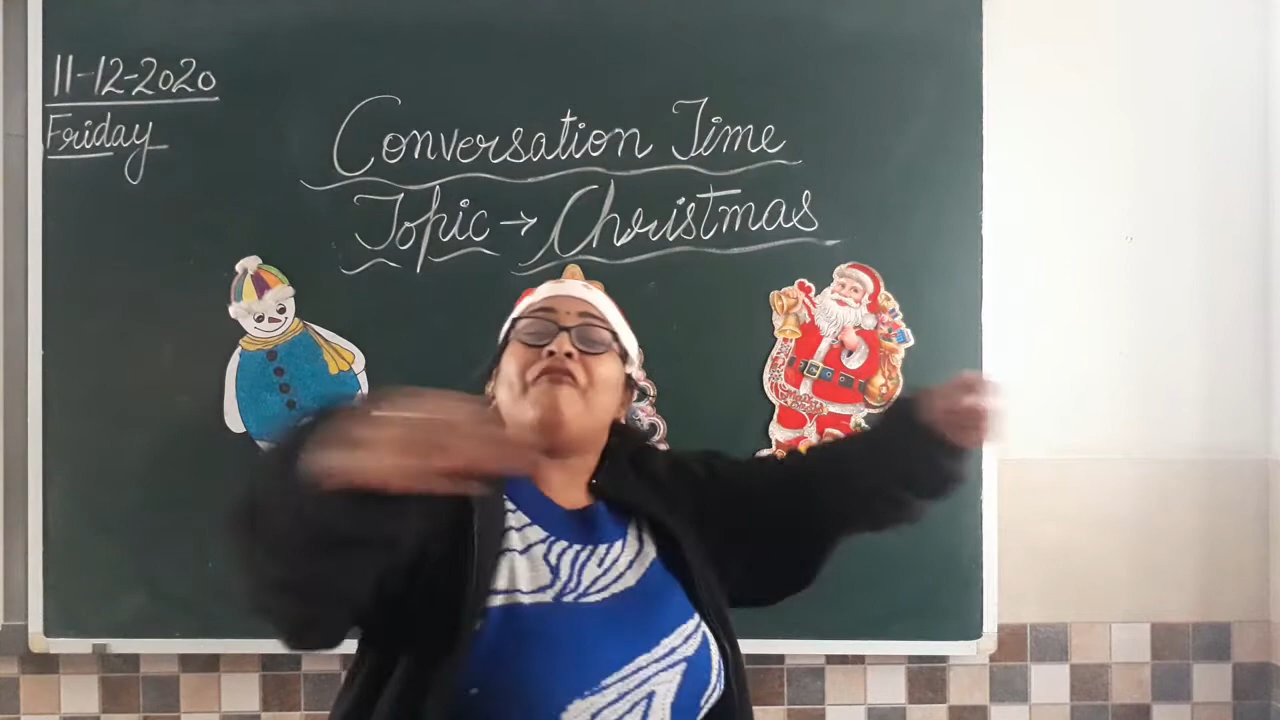 11-12-2020
Friday
Conversation Time
Topic → Christmas